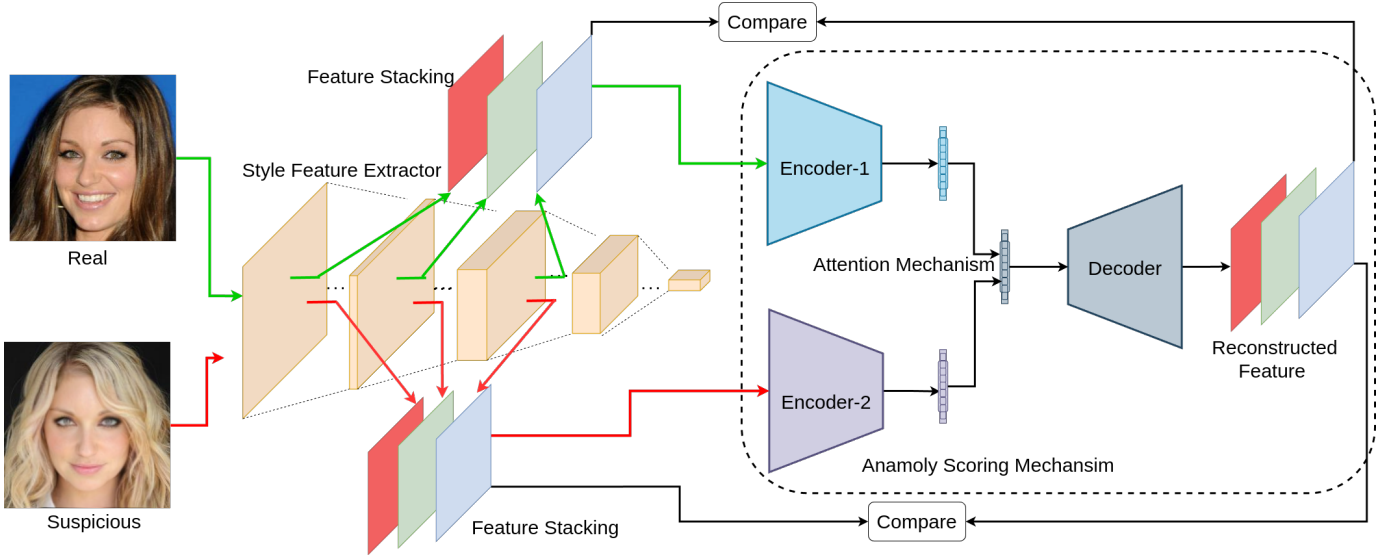 Compare
Feature Stacking
Style Feature Extractor
Real
Encoder-1
Attention Mechanism
Decoder
Reconstructed
Feature
Encoder-2
Anamoly Scoring Mechansim
Suspicious
Feature Stacking
Compare